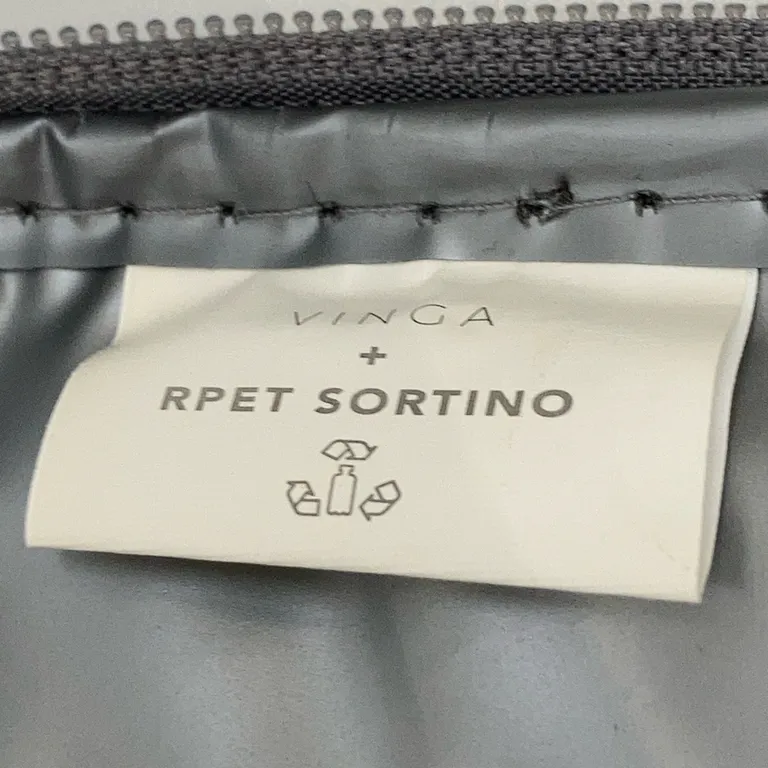 VINGA
+
RPET SORTINO